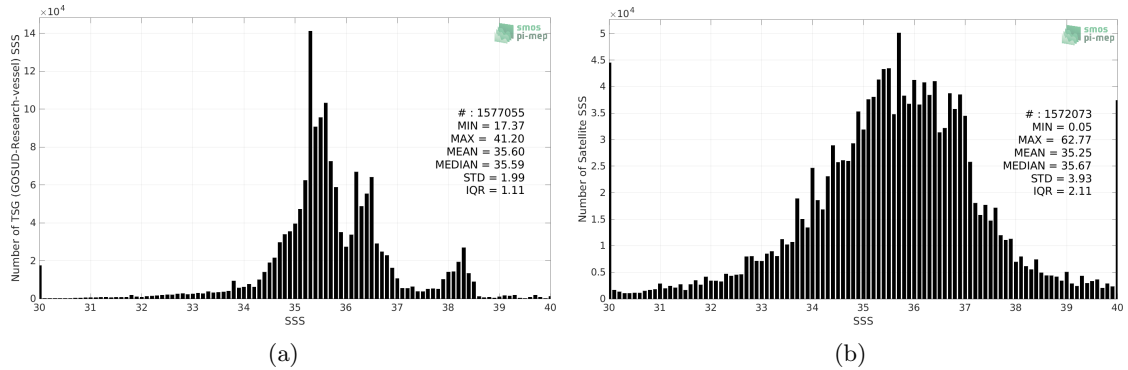 ×10⁴
14
12
10
8
6
4
2
0
Number of TSG (GOSUD-Research-vessel) SSS
smos
pi-mep
# : 1577055
MIN = 17.37
MAX = 41.20
MEAN = 35.60
MEDIAN = 35.59
STD = 1.99
IQR = 1.11
30 31 32 33 34 35 36 37 38 39 40
SSS
(a)
×10⁴
5
4.5
4
3.5
3
2.5
2
1.5
1
0.5
0
Number of Satellite SSS
smos
pi-mep
# : 1572073
MIN = 0.05
MAX = 62.77
MEAN = 35.25
MEDIAN = 35.67
STD = 3.93
IQR = 2.11
30 31 32 33 34 35 36 37 38 39 40
SSS
(b)